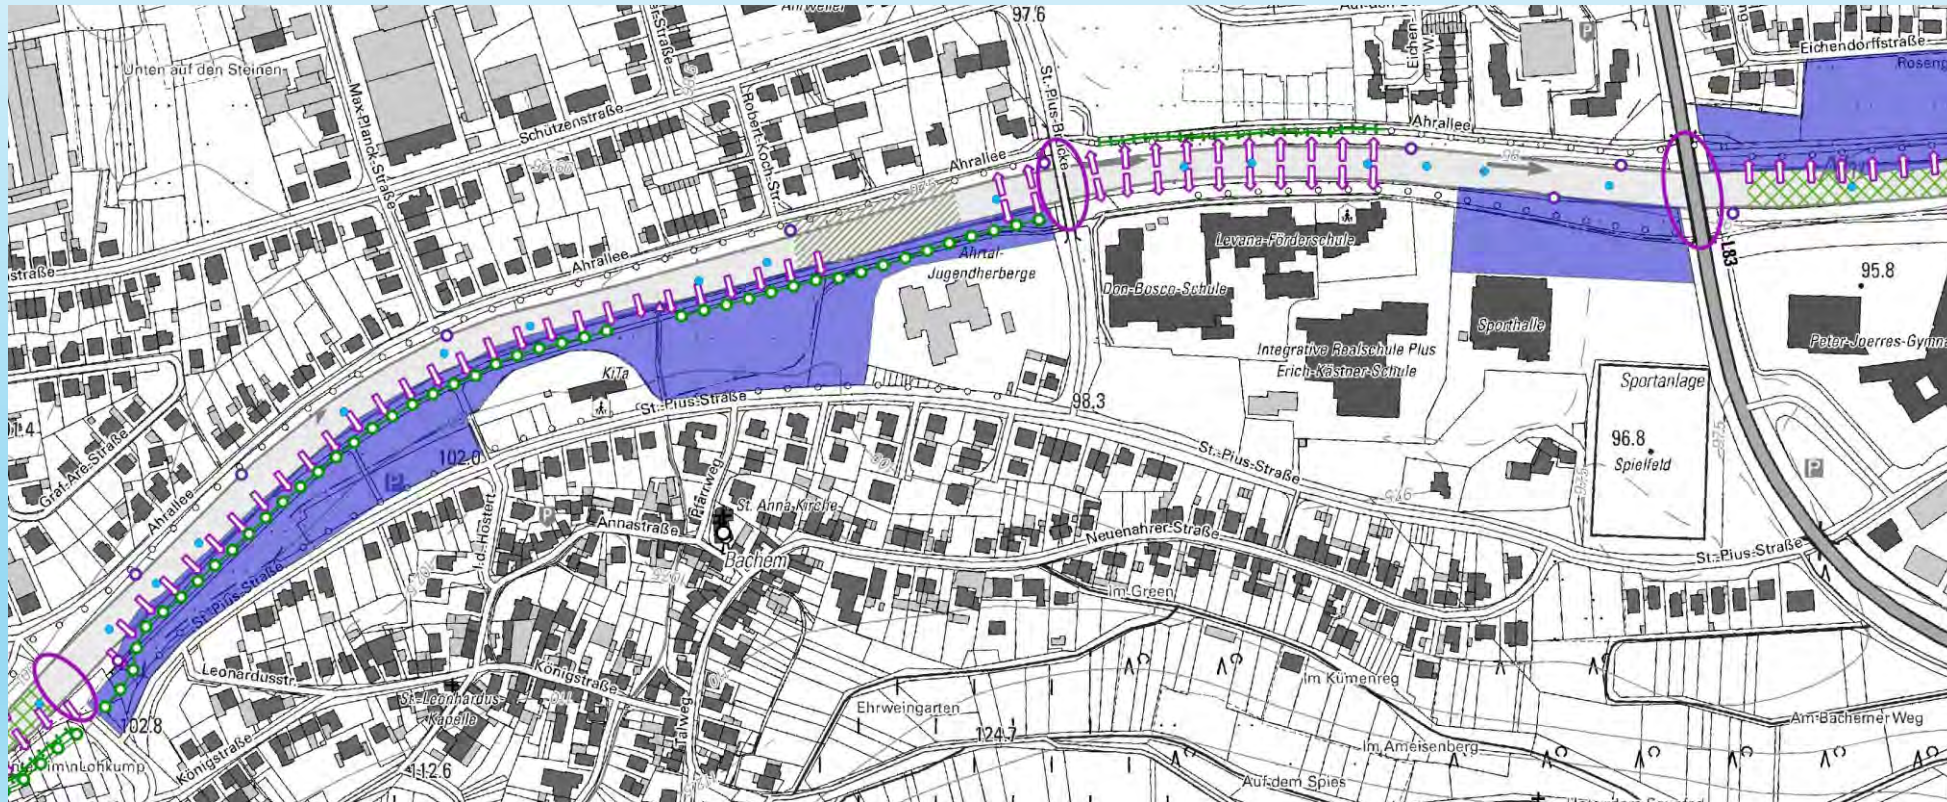 Ahrweiler
97.6
Eichendorffstraße
Unten auf den Steinen
Max-Planck-Straße
Schützenstraße
Robert-Koch-Str.
St.-Pius-Brücke
Ahrallee
Ahrallee
P
98
L83
95.8
Levana-Förderschule
Ahrtal-
Jugendherberge
Don-Bosco-Schule
Sporthalle
Integrative Realschule Plus
Erich-Kästner-Schule
Ahrallee
Peter-Joerres-Gymna
KiTa
St.-Pius-Straße
98.3
Sportanlage
96.8
Spielfeld
P
Graf-Are-Straße
Ahrallee
102.0
P
St.-Pius-Straße
Pfarrweg
St. Anna Kirche
Annastraße
P
I.d. Hostert
Bachem
Neuenahrer-Straße
St.-Pius-Straße
St.-Pius-Straße
Im Green
Leonardusstr.
Königstraße
St.-Leonhardus-
Kapelle
Talweg
Königstraße
102.8
112.6
Ehrweingarten
124.7
Im Kümenreg
Im Ameisenberg
Am Bachemer Weg
Auf dem Spies